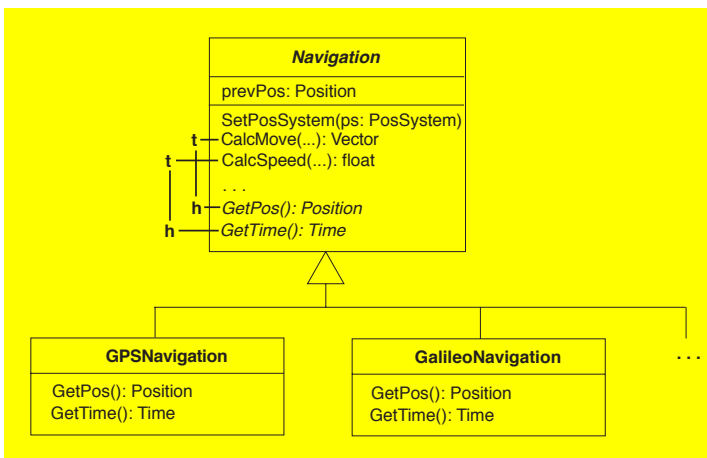 Navigation
prevPos: Position
SetPosSystem(ps: PosSystem)
t CalcMove(...): Vector
t CalcSpeed(...): float
. . .
h GetPos(): Position
h GetTime(): Time
GPSNavigation
GetPos(): Position
GetTime(): Time
GalileoNavigation
GetPos(): Position
GetTime(): Time
. . .